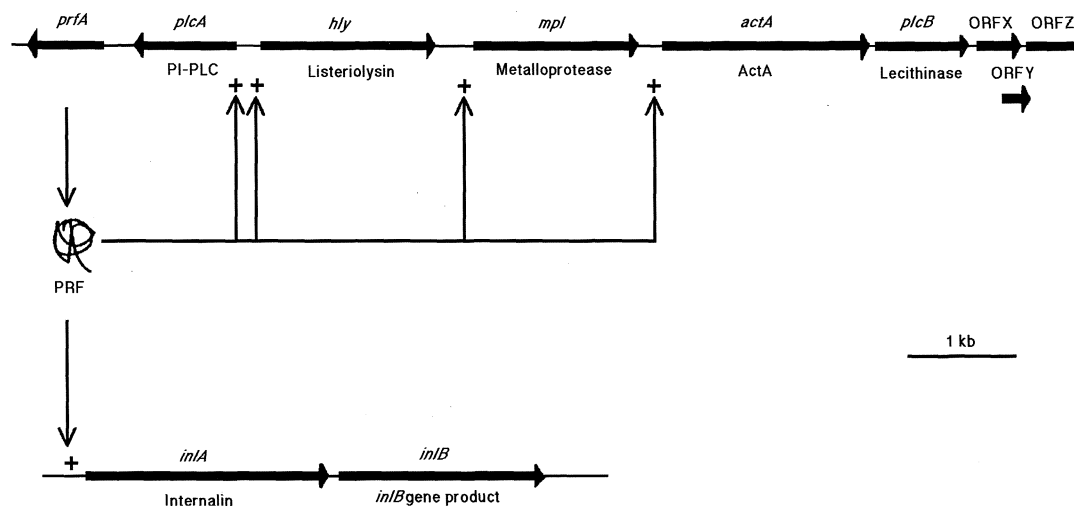 prfA plcA hly mpl actA plcB ORFX ORFZ
PI-PLC Listeriolysin Metalloprotease ActA Lecithinase ORFY
+ + + +
PRF
1 kb
+ inlA inlB
Internalin inlB gene product